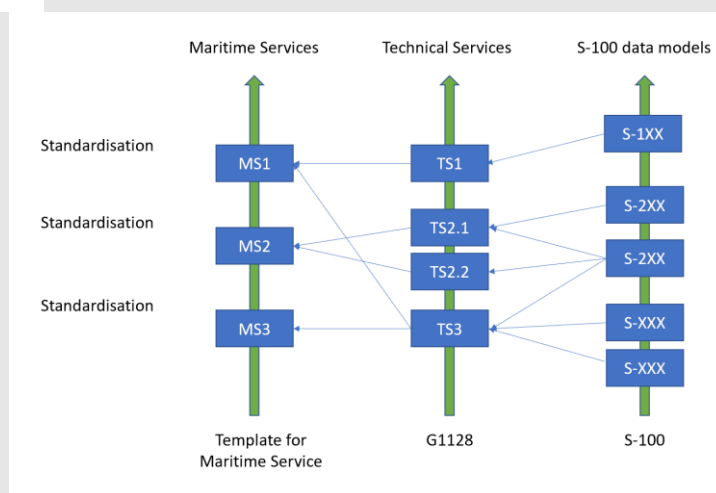 Maritime Services
Technical Services
S-100 data models
Standardisation
MS1
TS1
S-1XX
Standardisation
MS2
TS2.1
TS2.2
S-2XX
S-2XX
Standardisation
MS3
TS3
S-XXX
S-XXX
Template for
Maritime Service
G1128
S-100